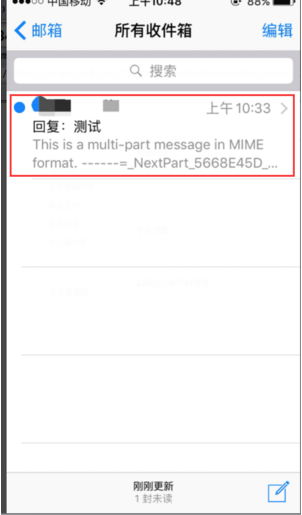 中国移动 上午10:48 88%
邮箱 所有收件箱 编辑
搜索
上午10:33
回复：测试
This is a multi-part message in MIME
format. ------=_NextPart_5668E45D_...
刚刚更新
1 封未读